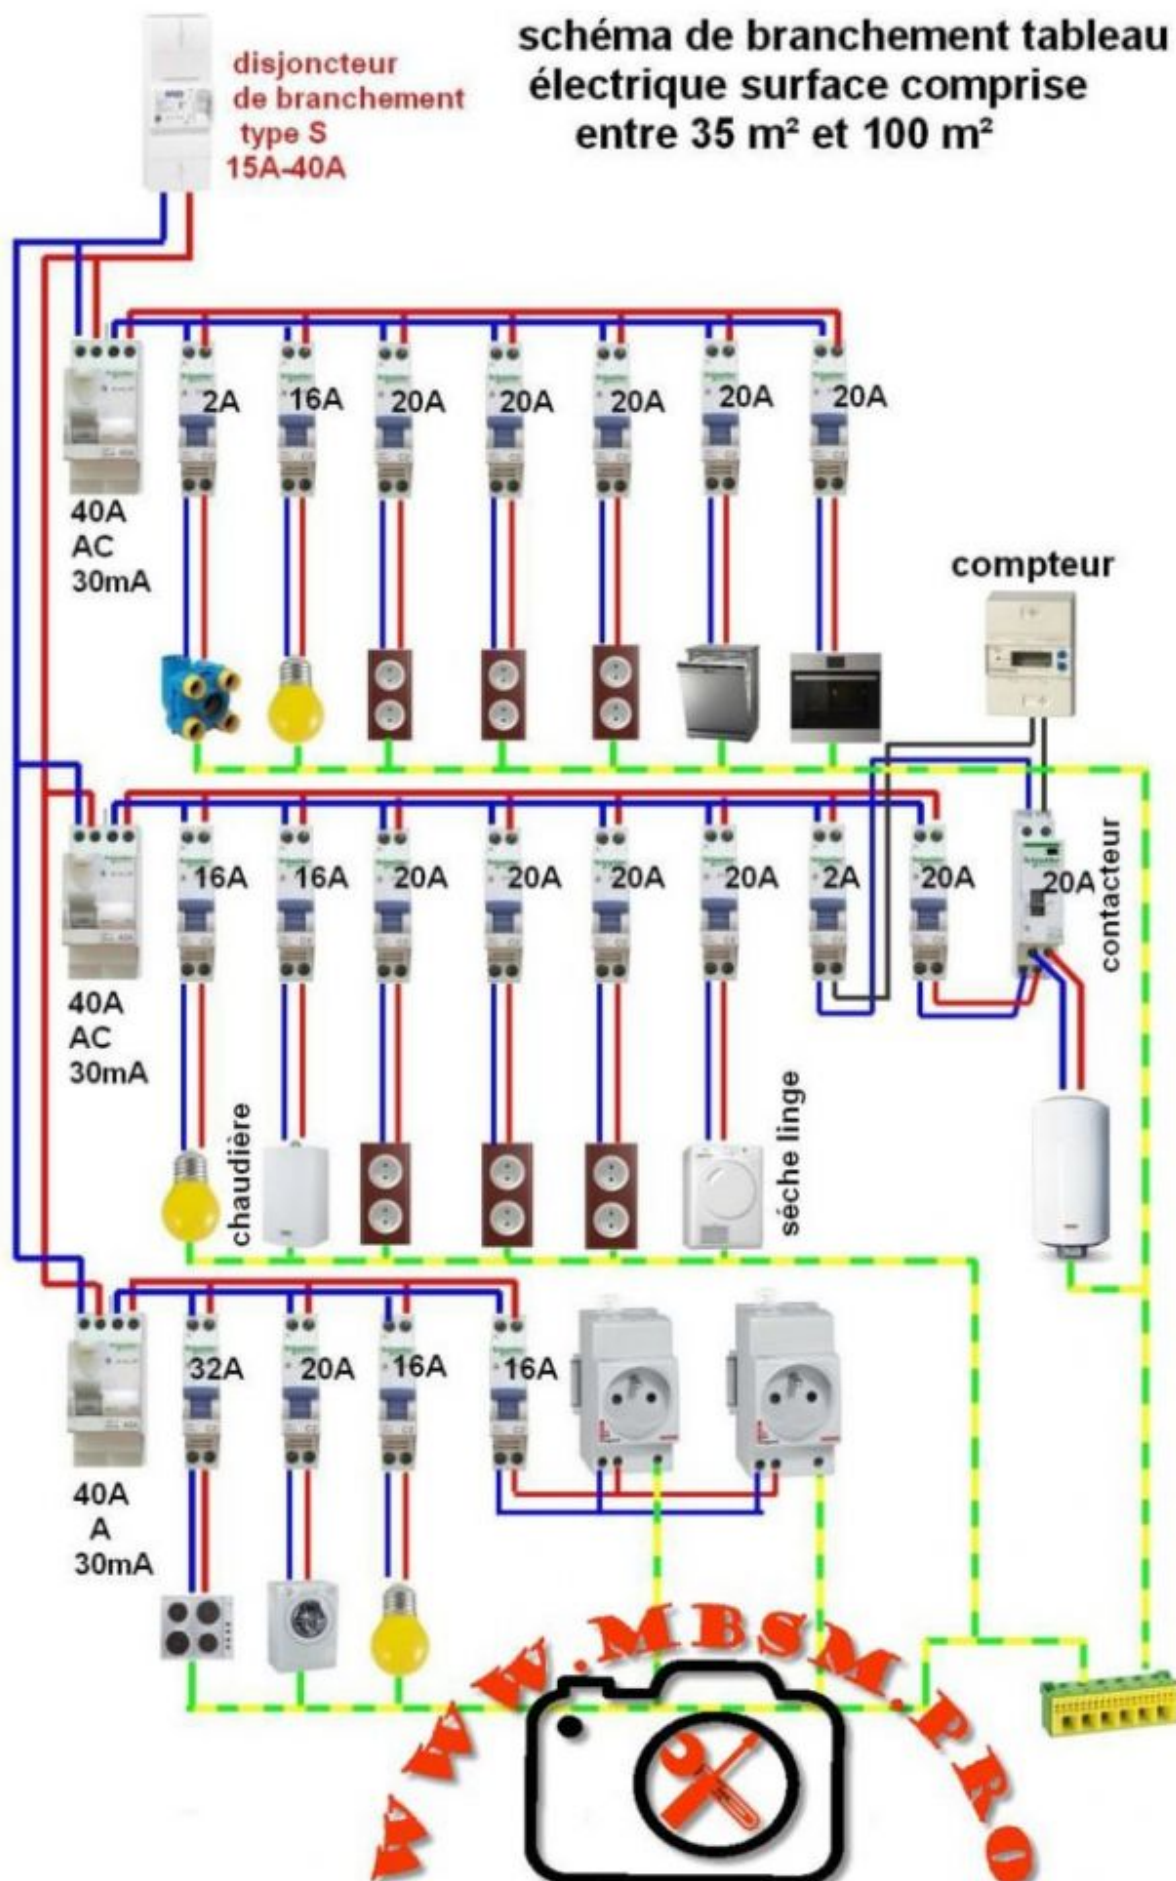 schéma de branchement tableau
électrique surface comprise
entre 35 m² et 100 m²
disjoncteur
de branchement
type S
15A-40A
2A
16A
20A
20A
20A
20A
20A
40A
AC
30mA
compteur
16A
16A
20A
20A
20A
20A
2A
20A
20A
contacteur
40A
AC
30mA
chaudière
séche linge
32A
20A
16A
16A
40A
A
30mA
WWW.MBSM.PRO